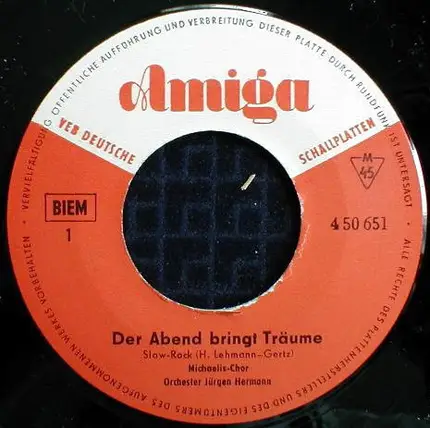 VERVIELFÄLTIGUNG, ÖFFENTLICHE AUFFÜHRUNG UND VERBREITUNG DIESER PLATTE DURCH RUNDFUNK IST UNTERSAGT · ALLE RECHTE DES PLATTENHERSTELLERS UND DES EIGENTÜMERS DES AUFGENOMMENEN WERKES VORBEHALTEN ·
Amiga
VEB DEUTSCHE SCHALLPLATTEN
M
45
BIEM
1
4 50 651
Der Abend bringt Träume
Slow-Rock (H. Lehmann-Gertz)
Michaelis-Chor
Orchester Jürgen Hermann